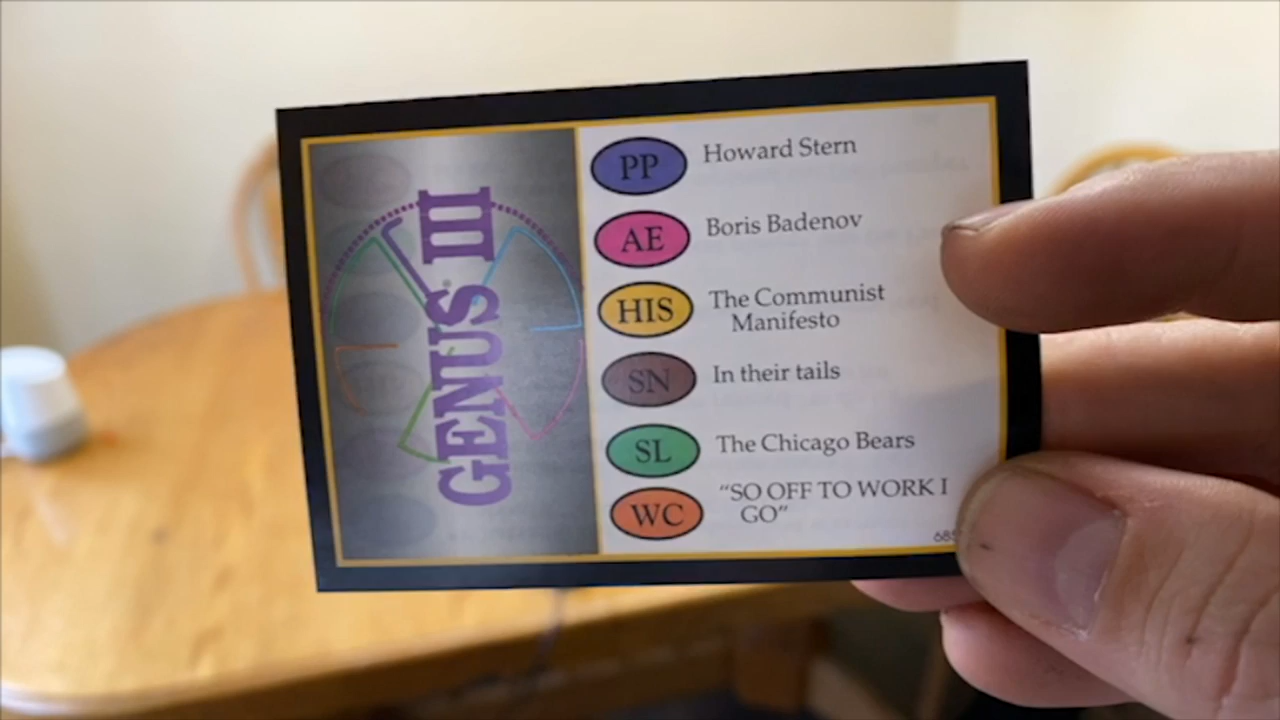 GENUS® III
PP Howard Stern
AE Boris Badenov
HIS The Communist
Manifesto
SN In their tails
SL The Chicago Bears
WC “SO OFF TO WORK I
GO”